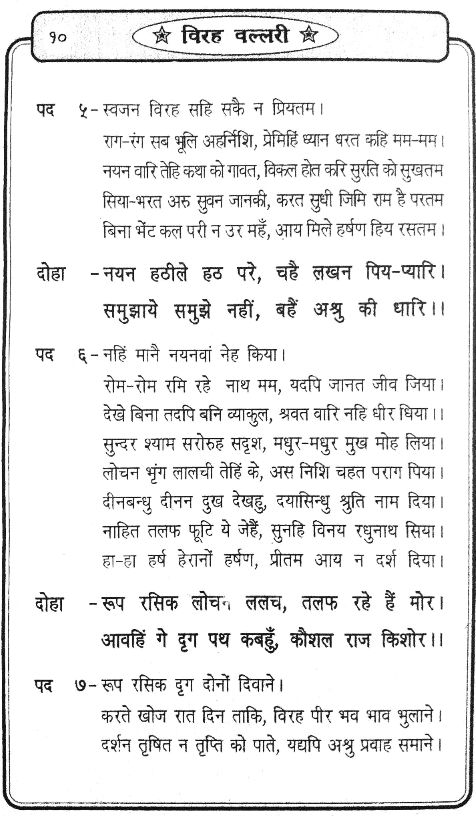 १० ☆ विरह वल्लरी ☆
पद ५– स्वजन विरह सहि सकै न प्रियतम।
राग-रंग सब भूलि अहर्निशि, प्रेमिहिं ध्यान धरत कहि मम-मम।
नयन वारि तेहि कथा को गावत, विकल होत करि सुरति को सुखतम
सिया-भरत अरु सुवन जानकी, करत सुधी जिमि राम है परतम
बिना भेंट कल परी न उर महँ, आय मिले हर्षण हिय रसतम।
दोहा –नयन हठीले हठ परे, चहै लखन पिय-प्यारि।
समुझाये समुझे नहीं, बहैं अश्रु की धारि।।
पद ६– नहिं मानै नयनवां नेह किया।
रोम-रोम रमि रहे नाथ मम, यदपि जानत जीव जिया।
देखे बिना तदपि बनि व्याकुल, श्रवत वारि नहि धीर धिया।।
सुन्दर श्याम सरोरुह सदृश, मधुर-मधुर मुख मोह लिया।
लोचन भृंग लालची तेहिं के, अस निशि चहत पराग पिया।
दीनबन्धु दीनन दुख देखहु, दयासिन्धु श्रुति नाम दिया।
नाहित तलफ फूटि ये जेहैं, सुनहि विनय रधुनाथ सिया।
हा-हा हर्ष हेरानों हर्षण, प्रीतम आय न दर्श दिया।
दोहा –रूप रसिक लोचन ललच, तलफ रहे हैं मोर।
आवहिं गे दृग पथ कबहुँ, कौशल राज किशोर।।
पद ७– रूप रसिक दृग दोनों दिवाने।
करते खोज रात दिन ताकि, विरह पीर भव भाव भुलाने।
दर्शन तृषित न तृप्ति को पाते, यद्यपि अश्रु प्रवाह समाने।